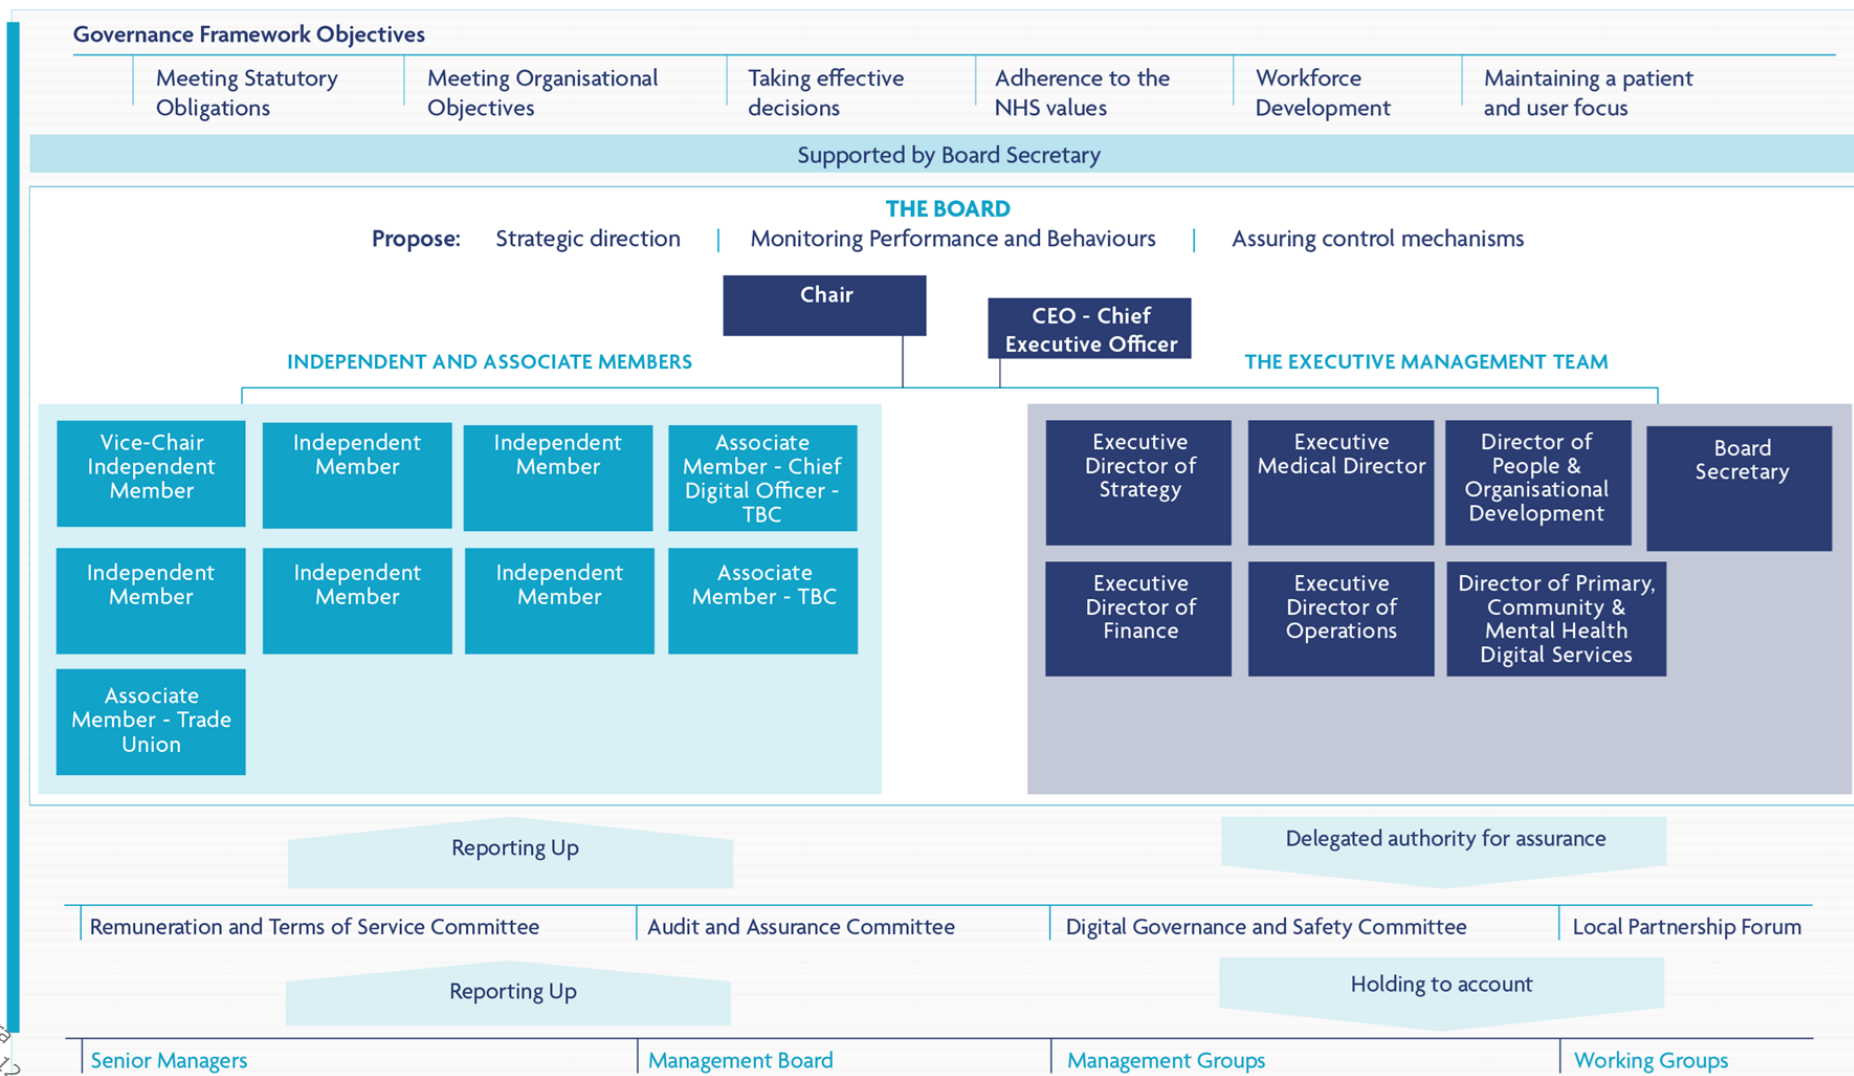 Governance Framework Objectives
Meeting Statutory
Obligations
Meeting Organisational
Objectives
Taking effective
decisions
Adherence to the
NHS values
Workforce
Development
Maintaining a patient
and user focus
Supported by Board Secretary
THE BOARD
Propose: Strategic direction | Monitoring Performance and Behaviours | Assuring control mechanisms
Chair
CEO - Chief
Executive Officer
INDEPENDENT AND ASSOCIATE MEMBERS
Vice-Chair
Independent
Member
Independent
Member
Independent
Member
Associate
Member - Chief
Digital Officer -
TBC
Independent
Member
Independent
Member
Independent
Member
Associate
Member - TBC
Associate
Member - Trade
Union
THE EXECUTIVE MANAGEMENT TEAM
Executive
Director of
Strategy
Executive
Medical Director
Director of
People &
Organisational
Development
Board
Secretary
Executive
Director of
Finance
Executive
Director of
Operations
Director of Primary,
Community &
Mental Health
Digital Services
Reporting Up
Delegated authority for assurance
Remuneration and Terms of Service Committee
Audit and Assurance Committee
Digital Governance and Safety Committee
Local Partnership Forum
Reporting Up
Holding to account
Senior Managers
Management Board
Management Groups
Working Groups